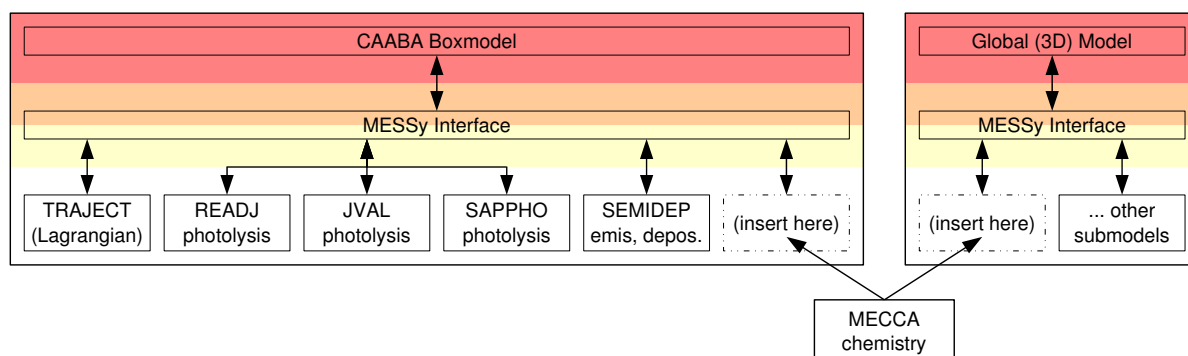 CAABA Boxmodel
MESSy Interface
TRAJECT
(Lagrangian)
READJ
photolysis
JVAL
photolysis
SAPPHO
photolysis
SEMIDEP
emis, depos.
(insert here)
Global (3D) Model
MESSy Interface
(insert here)
... other
submodels
MECCA
chemistry